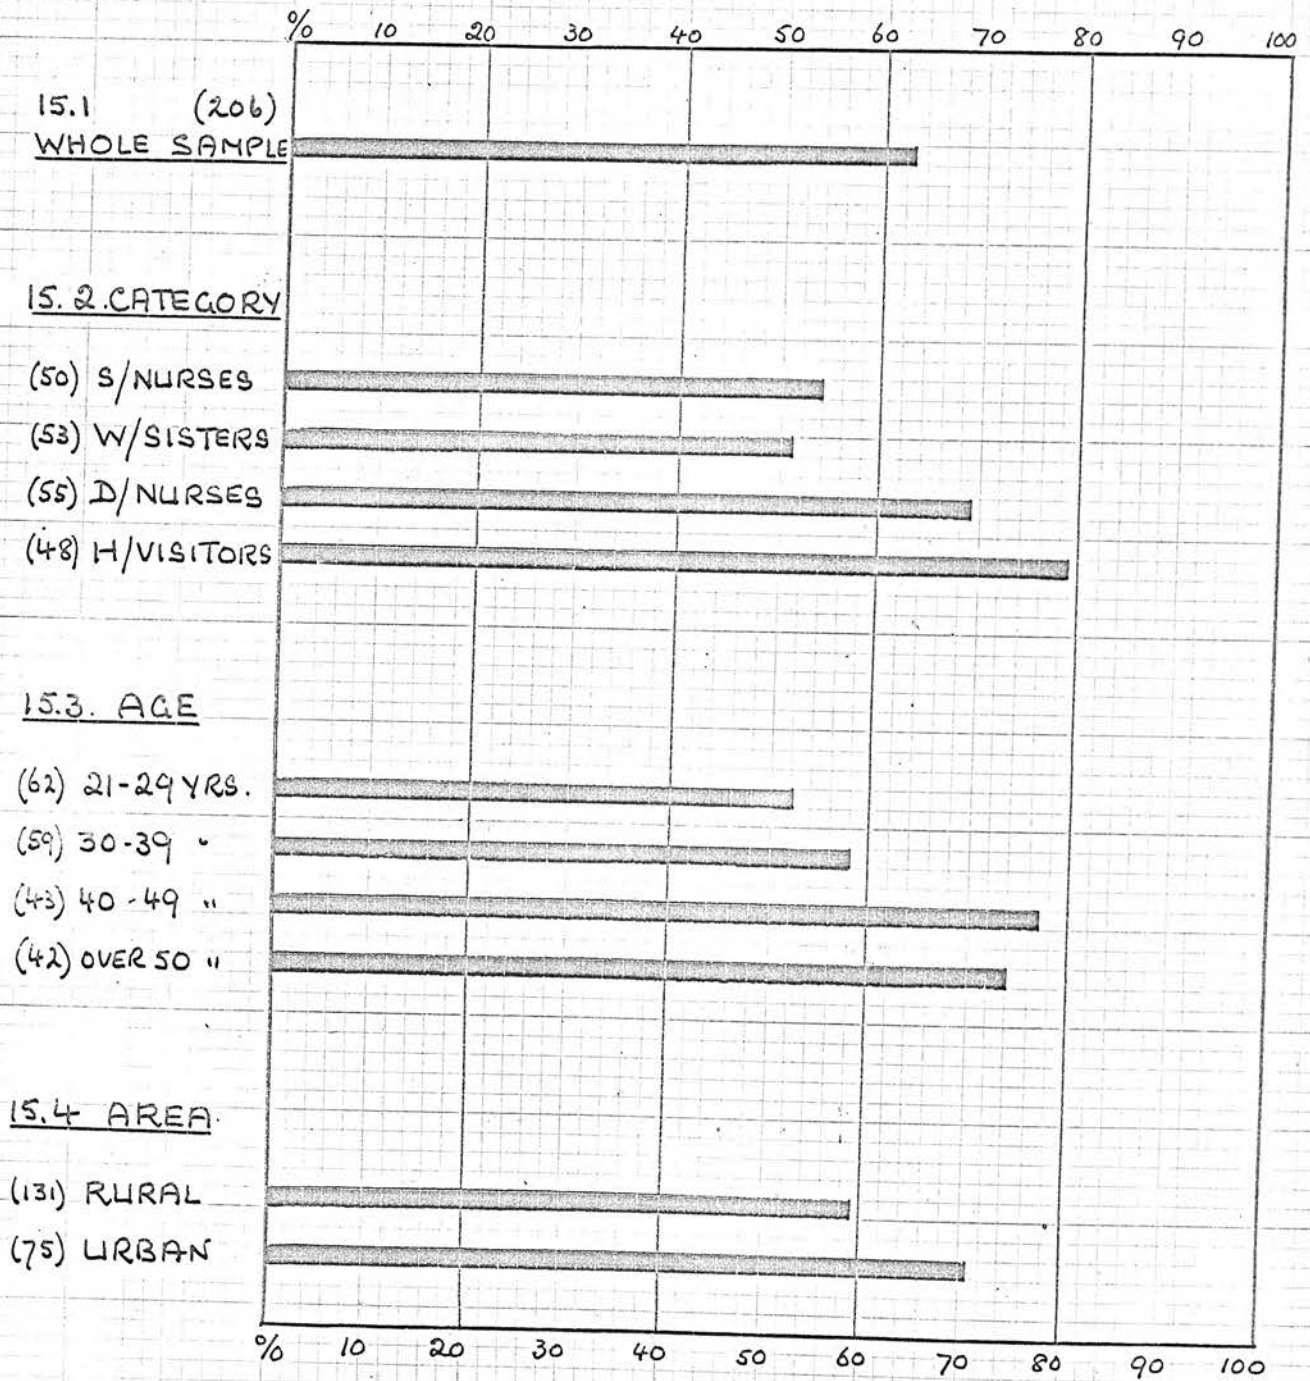 % 10 20 30 40 50 60 70 80 90 100
15.1 (206)
WHOLE SAMPLE
15.2. CATEGORY
(50) S/NURSES
(53) W/SISTERS
(55) D/NURSES
(48) H/VISITORS
15.3. AGE
(62) 21-29 YRS.
(59) 30-39 "
(43) 40-49 "
(42) OVER 50 "
15.4 AREA.
(131) RURAL
(75) URBAN
% 10 20 30 40 50 60 70 80 90 100